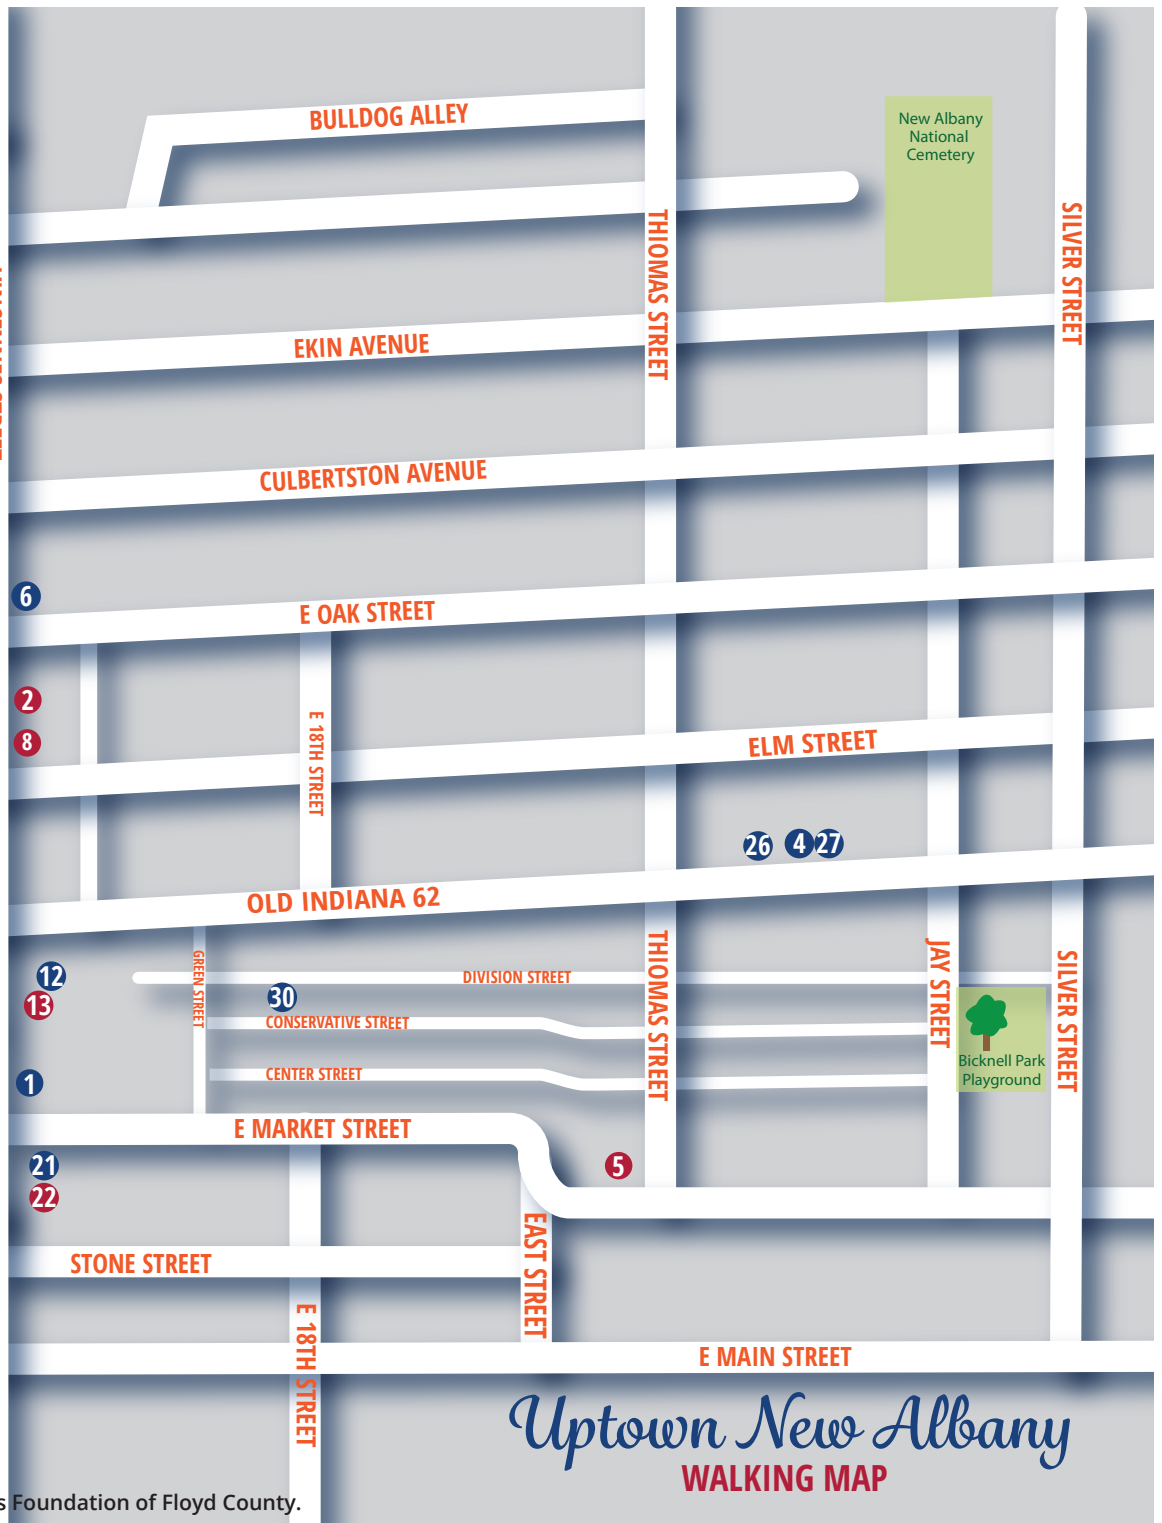 BULLDOG ALLEY
New Albany
National
Cemetery
THIOMAS STREET
SILVER STREET
EKIN AVENUE
CULBERTSTON AVENUE
6
E OAK STREET
2
8
E 18TH STREET
ELM STREET
26
4
27
OLD INDIANA 62
12
13
GREEN STREET
DIVISION STREET
30
CONSERVATIVE STREET
THIOMAS STREET
JAY STREET
SILVER STREET
Bicknell Park
Playground
1
CENTER STREET
E MARKET STREET
21
22
5
STONE STREET
EAST STREET
E 18TH STREET
E MAIN STREET
Uptown New Albany
WALKING MAP
Foundation of Floyd County.